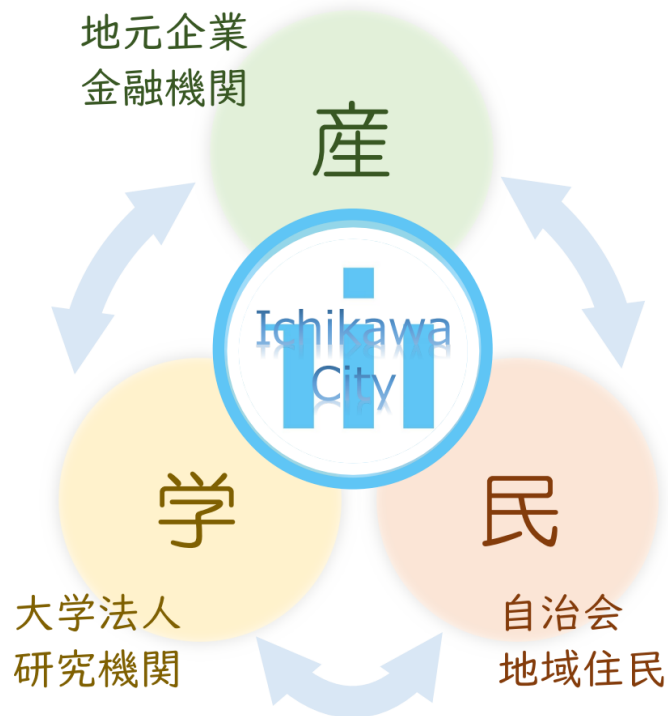 地元企業
金融機関
産
Ichikawa
City
学
民
大学法人
研究機関
自治会
地域住民